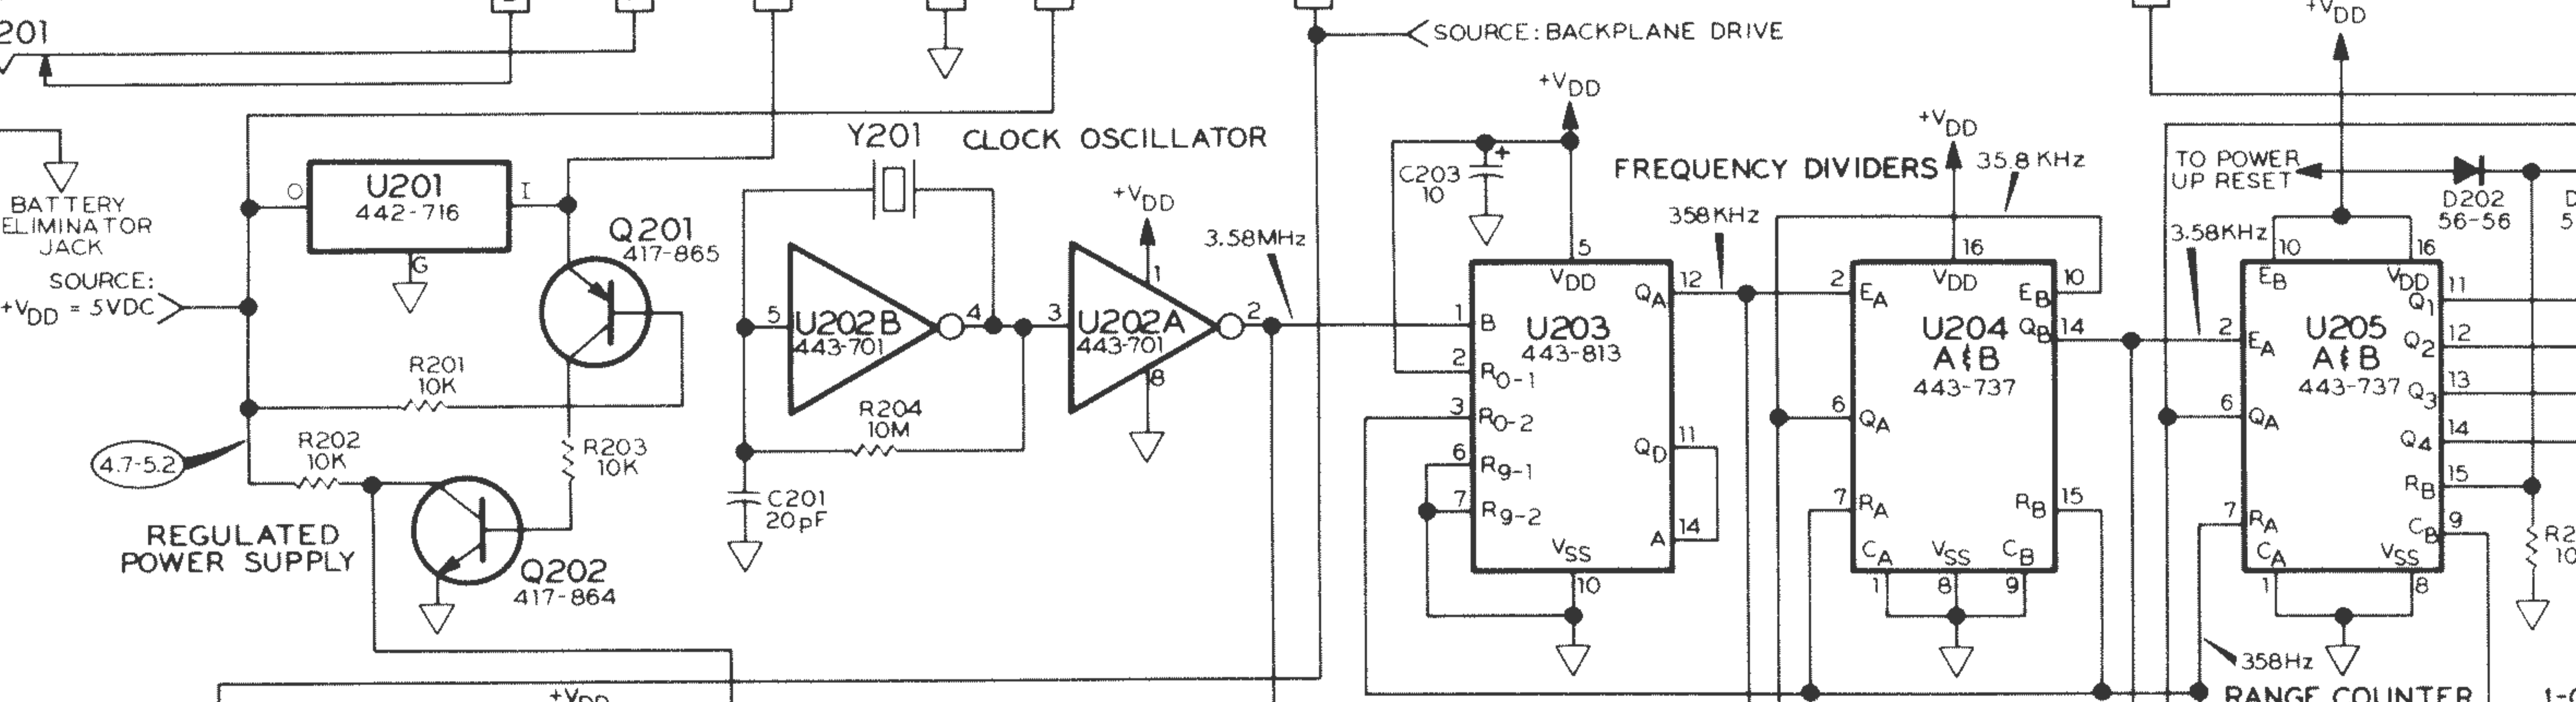 201
SOURCE: BACKPLANE DRIVE
+VDD
BATTERY
ELIMINATOR
JACK
SOURCE:
+VDD = 5VDC
O
U201
442-716
I
G
Q201
417-865
R201
10K
4.7-5.2
R202
10K
R203
10K
REGULATED
POWER SUPPLY
Q202
417-864
+VDD
Y201
CLOCK OSCILLATOR
5
U202B
443-701
4
R204
10M
C201
20pF
+VDD
1
3
U202A
443-701
2
8
3.58MHz
+VDD
C203
10
+
5
VDD
1
B
2
R0-1
3
R0-2
6
R9-1
7
R9-2
U203
443-813
QA
12
QD
11
A
14
VSS
10
FREQUENCY DIVIDERS
358KHz
+VDD
35.8 KHz
16
VDD
2
EA
6
QA
7
RA
CA
1
U204
A&B
443-737
EB
10
QB
14
RB
15
VSS
8
CB
9
TO POWER
UP RESET
D202
56-56
D
5
3.58KHz
10
EB
16
VDD
2
EA
6
QA
7
RA
CA
1
U205
A&B
443-737
Q1
11
Q2
12
Q3
13
Q4
14
RB
15
CB
9
VSS
8
R2
10
358Hz
RANGE COUNTER